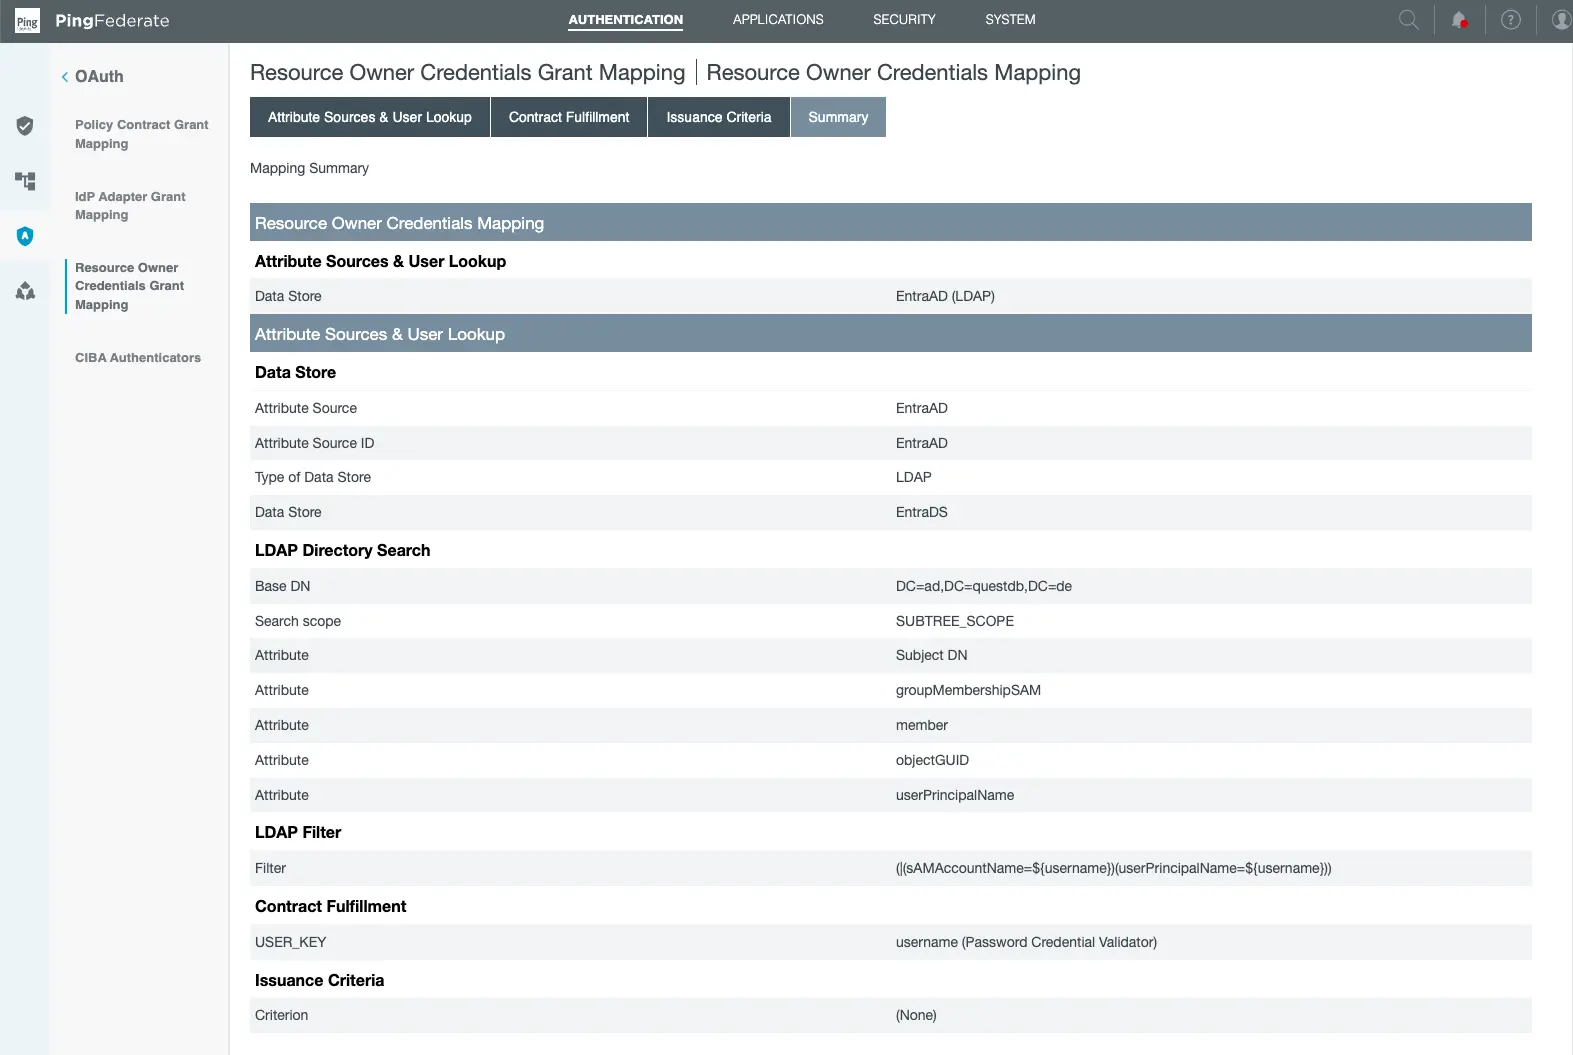 Ping
PingFederate
AUTHENTICATION
APPLICATIONS
SECURITY
SYSTEM
?
OAuth
Policy Contract Grant
Mapping
IdP Adapter Grant
Mapping
Resource Owner
Credentials Grant
Mapping
CIBA Authenticators
Resource Owner Credentials Grant Mapping | Resource Owner Credentials Mapping
Attribute Sources & User Lookup
Contract Fulfillment
Issuance Criteria
Summary
Mapping Summary
Resource Owner Credentials Mapping
Attribute Sources & User Lookup
Data Store EntraAD (LDAP)
Attribute Sources & User Lookup
Data Store
Attribute Source EntraAD
Attribute Source ID EntraAD
Type of Data Store LDAP
Data Store EntraDS
LDAP Directory Search
Base DN DC=ad,DC=questdb,DC=de
Search scope SUBTREE_SCOPE
Attribute Subject DN
Attribute groupMembershipSAM
Attribute member
Attribute objectGUID
Attribute userPrincipalName
LDAP Filter
Filter (|(sAMAccountName=${username})(userPrincipalName=${username}))
Contract Fulfillment
USER_KEY username (Password Credential Validator)
Issuance Criteria
Criterion (None)